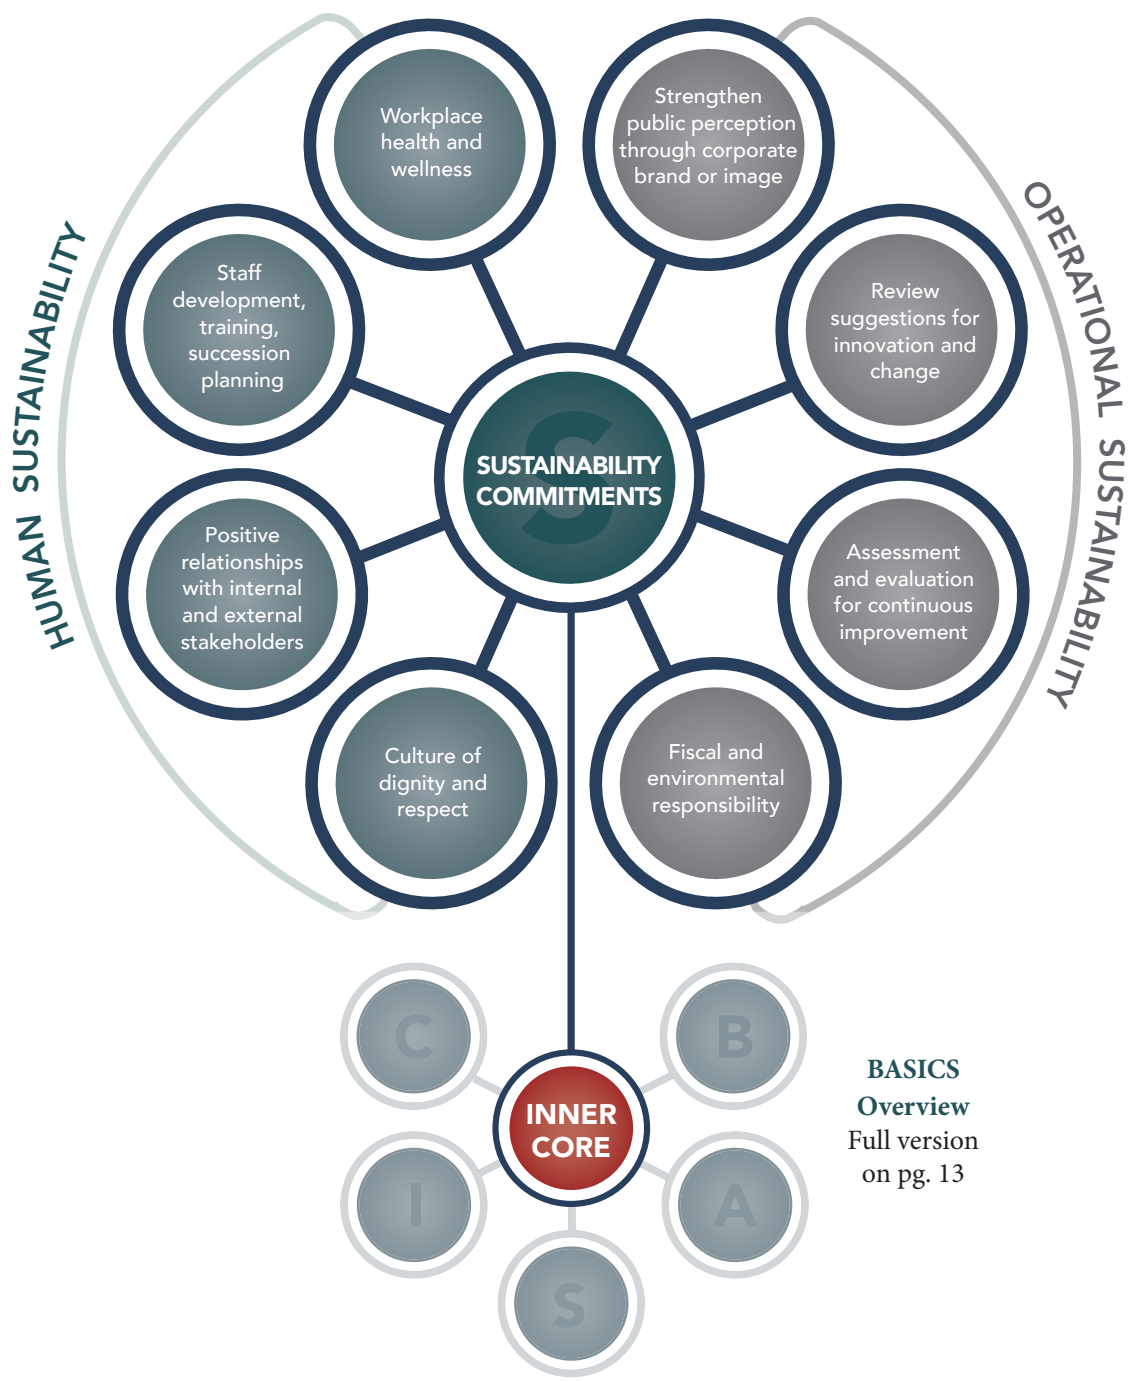 HUMAN SUSTAINABILITY
Workplace
health and
wellness
Staff
development,
training,
succession
planning
Positive
relationships
with internal
and external
stakeholders
Culture of
dignity and
respect
S
SUSTAINABILITY
COMMITMENTS
Strengthen
public perception
through corporate
brand or image
Review
suggestions for
innovation and
change
Assessment
and evaluation
for continuous
improvement
Fiscal and
environmental
responsibility
OPERATIONAL SUSTAINABILITY
C
B
INNER
CORE
I
A
S
BASICS
Overview
Full version
on pg. 13